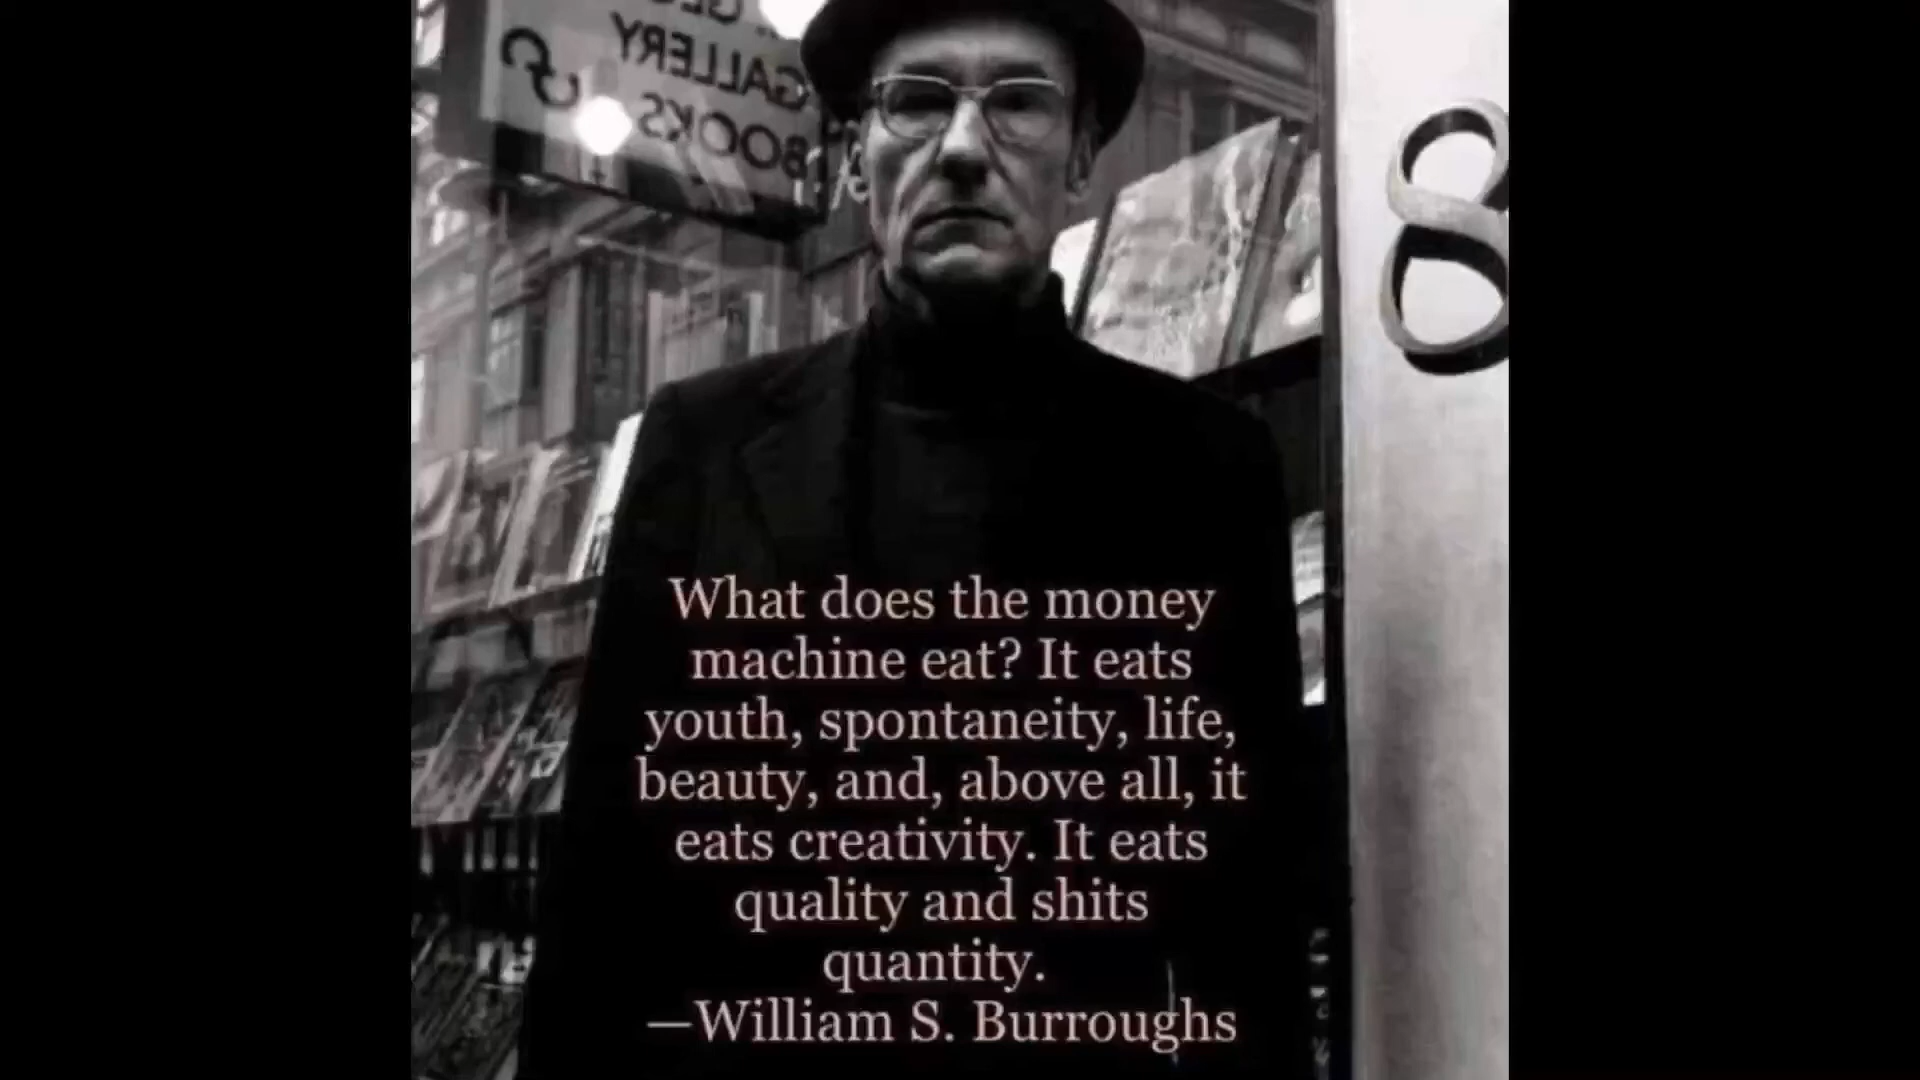 GALLERY
BOOKS
8
What does the money
machine eat? It eats
youth, spontaneity, life,
beauty, and, above all, it
eats creativity. It eats
quality and shits
quantity.
—William S. Burroughs